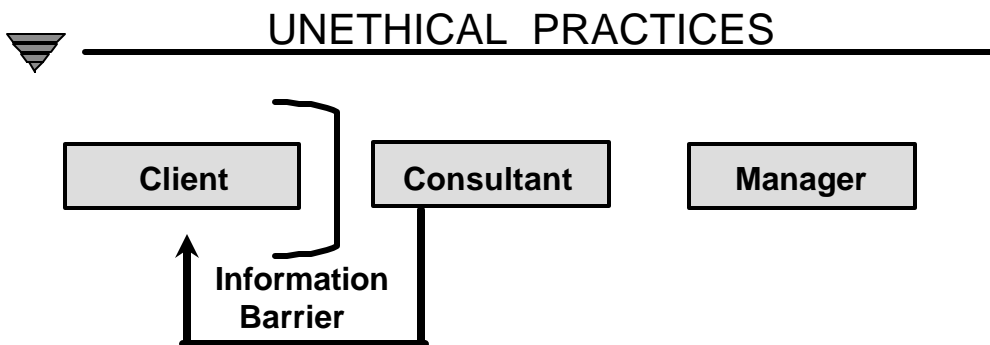 UNETHICAL PRACTICES
Client
Consultant
Manager
Information
Barrier